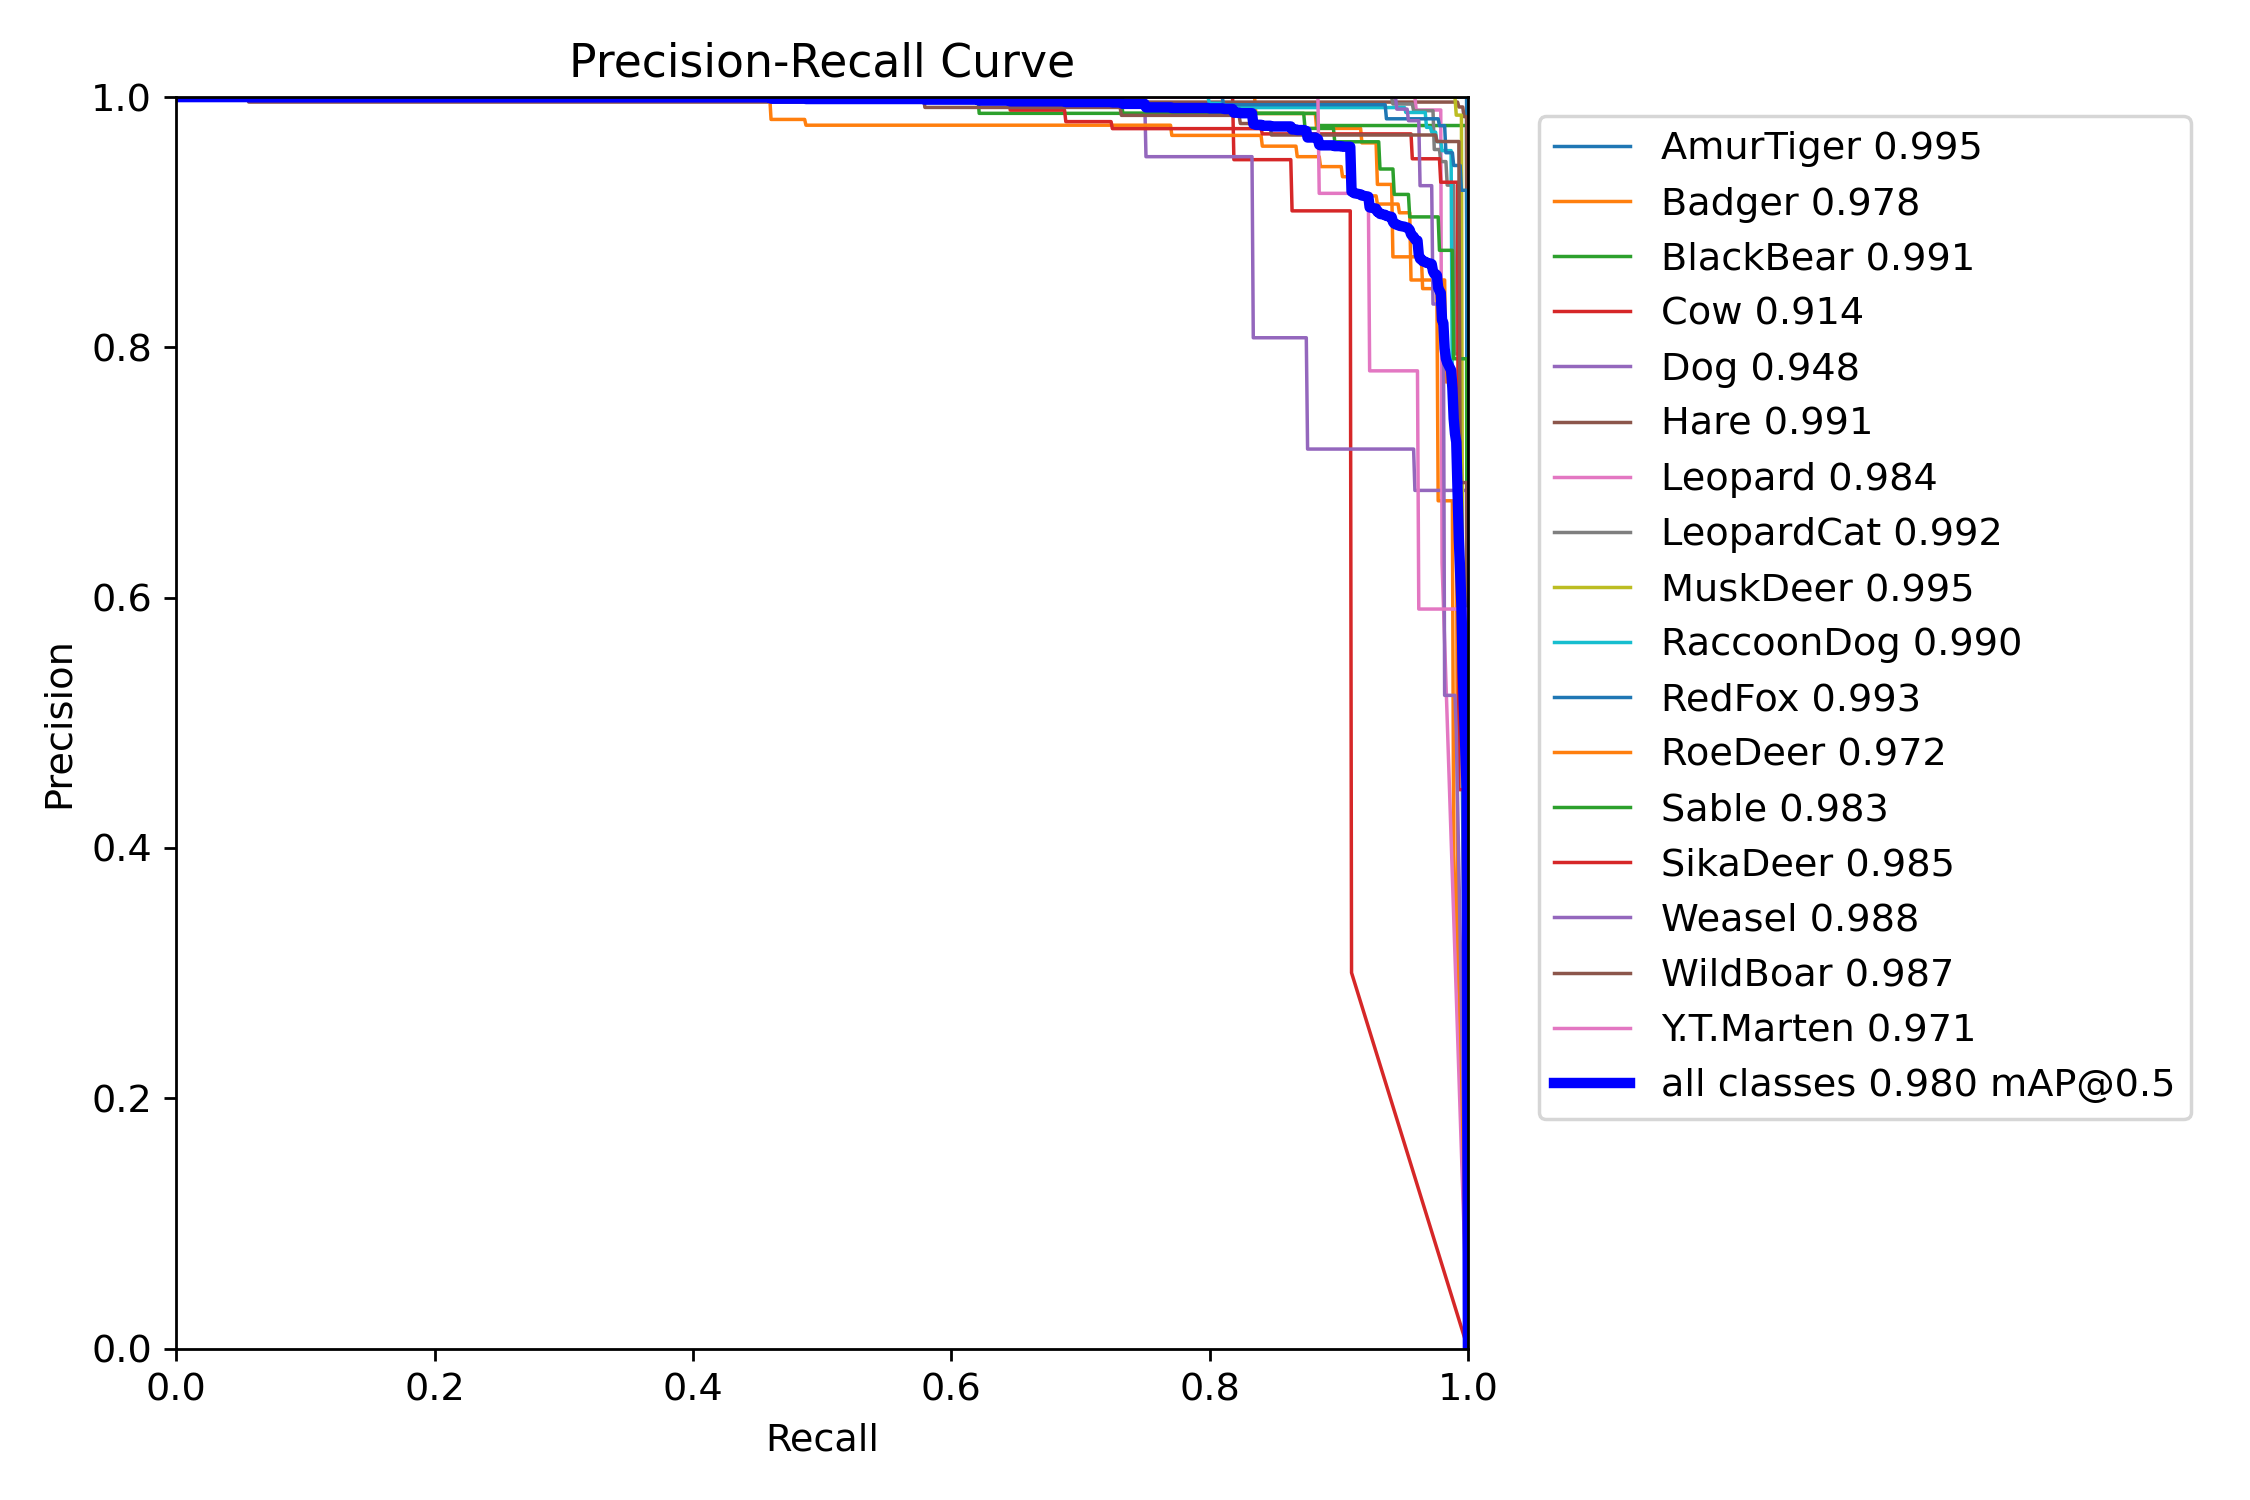 Precision-Recall Curve
1.0
0.8
0.6
0.4
0.2
0.0
Precision
0.0 0.2 0.4 0.6 0.8 1.0
Recall
AmurTiger 0.995
Badger 0.978
BlackBear 0.991
Cow 0.914
Dog 0.948
Hare 0.991
Leopard 0.984
LeopardCat 0.992
MuskDeer 0.995
RaccoonDog 0.990
RedFox 0.993
RoeDeer 0.972
Sable 0.983
SikaDeer 0.985
Weasel 0.988
WildBoar 0.987
Y.T.Marten 0.971
all classes 0.980 mAP@0.5